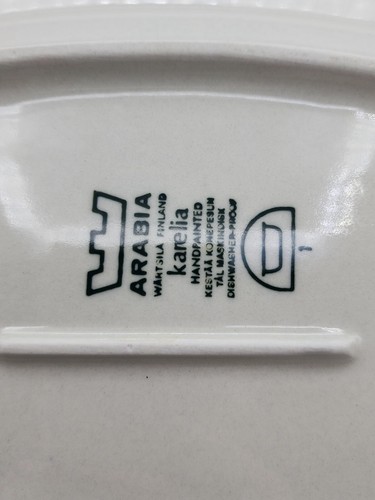 ARABIA
WÄRTSILÄ FINLAND
karelia
HANDPAINTED
KESTÄÄ KONEPESUN
TÅL MASKINDISK
DISHWASHER-PROOF
1